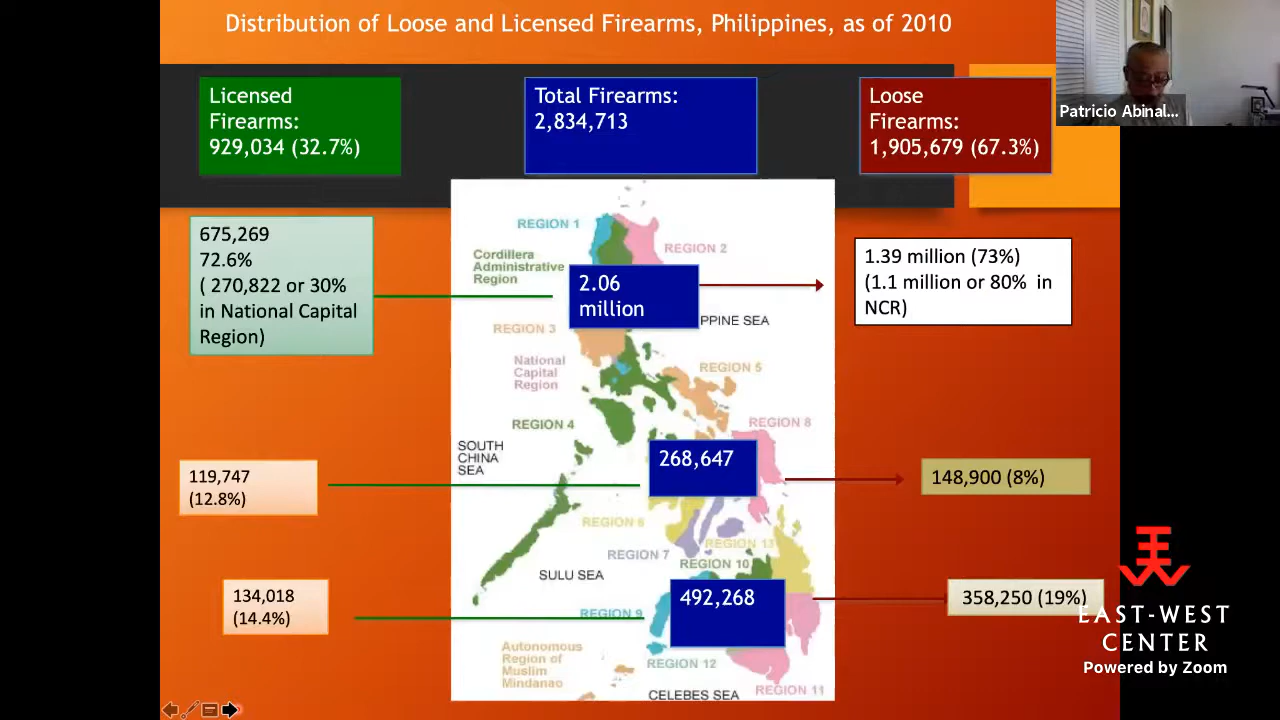 Distribution of Loose and Licensed Firearms, Philippines, as of 2010
Patricio Abinal...
Licensed
Firearms:
929,034 (32.7%)
Total Firearms:
2,834,713
Loose
Firearms:
1,905,679 (67.3%)
675,269
72.6%
( 270,822 or 30%
in National Capital
Region)
REGION 1
REGION 2
Cordillera
Administrative
Region
2.06
million
1.39 million (73%)
(1.1 million or 80% in
NCR)
PPINE SEA
REGION 3
National
Capital
Region
REGION 5
REGION 4
REGION 8
SOUTH
CHINA
SEA
268,647
119,747
(12.8%)
148,900 (8%)
REGION 6
REGION 7
REGION 13
REGION 10
SULU SEA
492,268
134,018
(14.4%)
358,250 (19%)
REGION 9
Autonomous
Region of
Muslim
Mindanao
REGION 12
REGION 11
CELEBES SEA
EAST-WEST
CENTER
Powered by Zoom